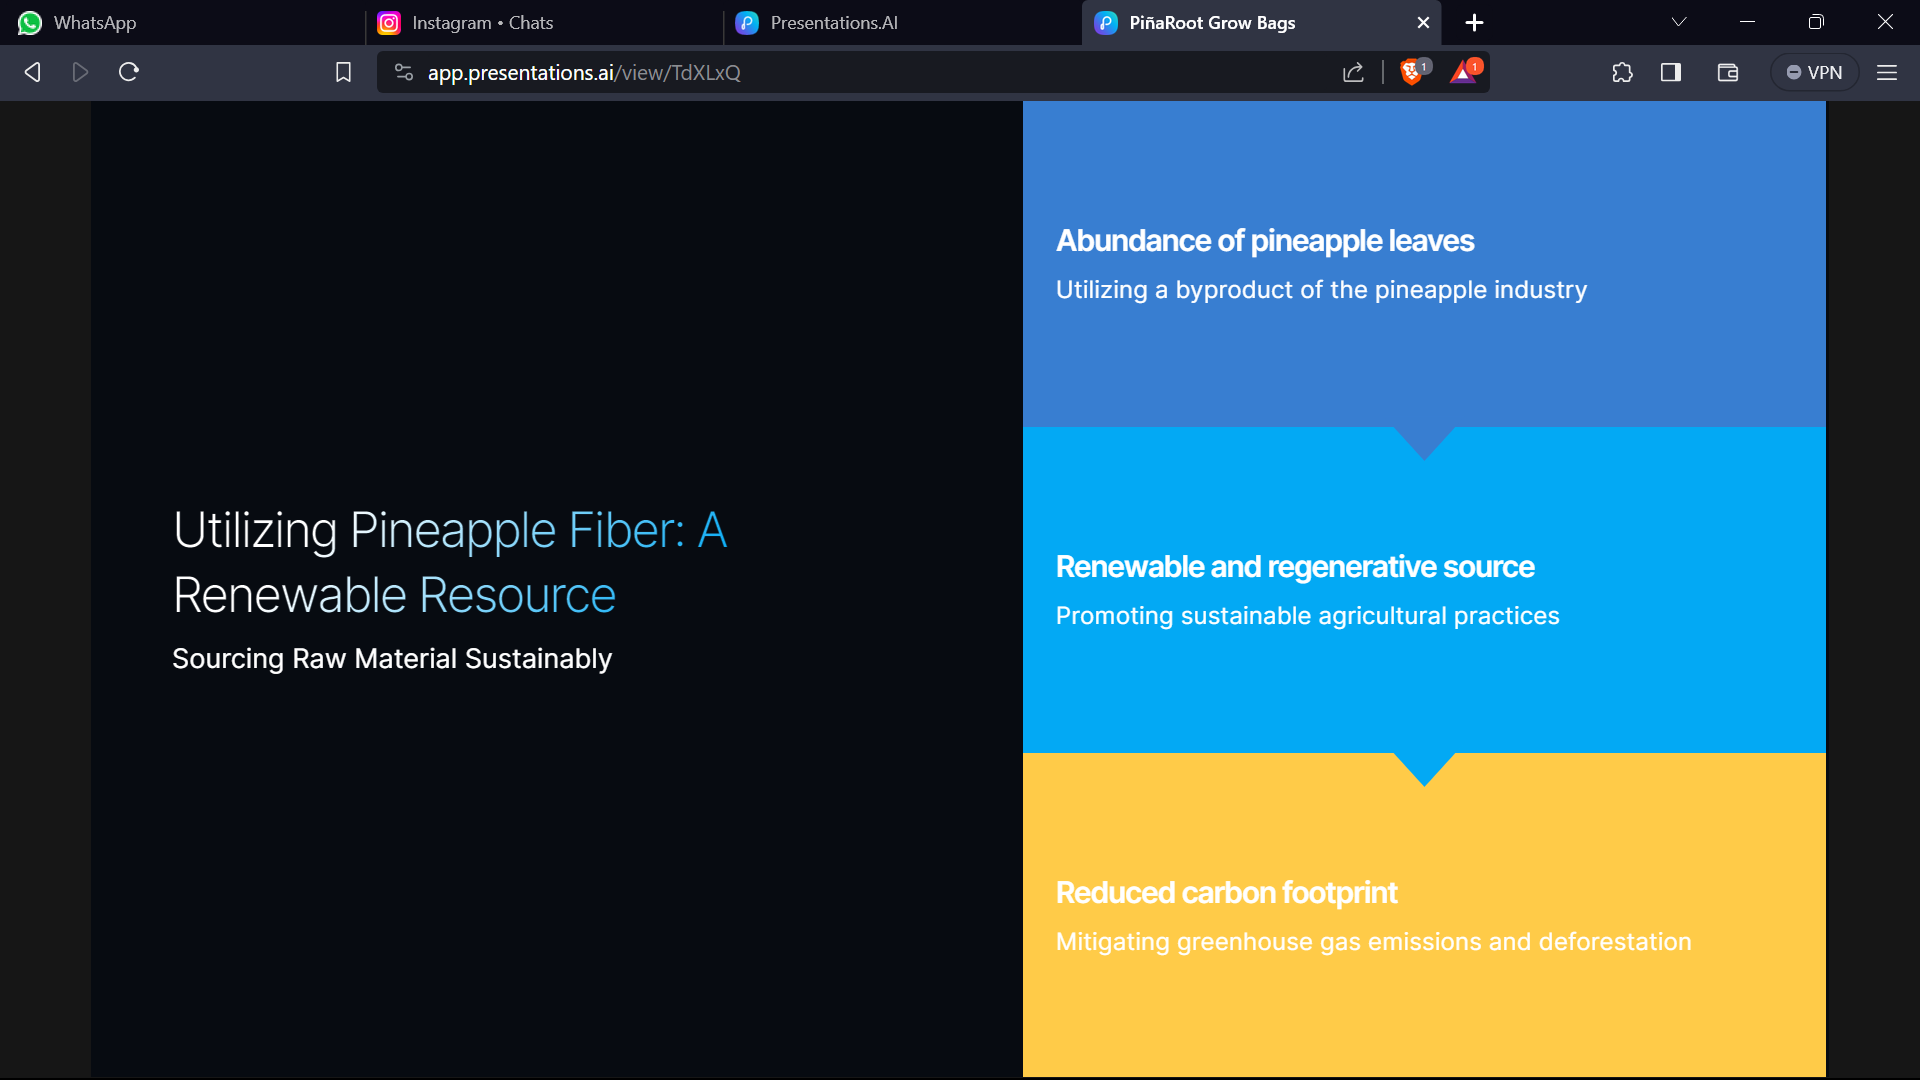 WhatsApp
Instagram • Chats
Presentations.AI
PiñaRoot Grow Bags
app.presentations.ai/view/TdXLxQ
1
1
VPN
Utilizing Pineapple Fiber: A
Renewable Resource
Sourcing Raw Material Sustainably
Abundance of pineapple leaves
Utilizing a byproduct of the pineapple industry
Renewable and regenerative source
Promoting sustainable agricultural practices
Reduced carbon footprint
Mitigating greenhouse gas emissions and deforestation